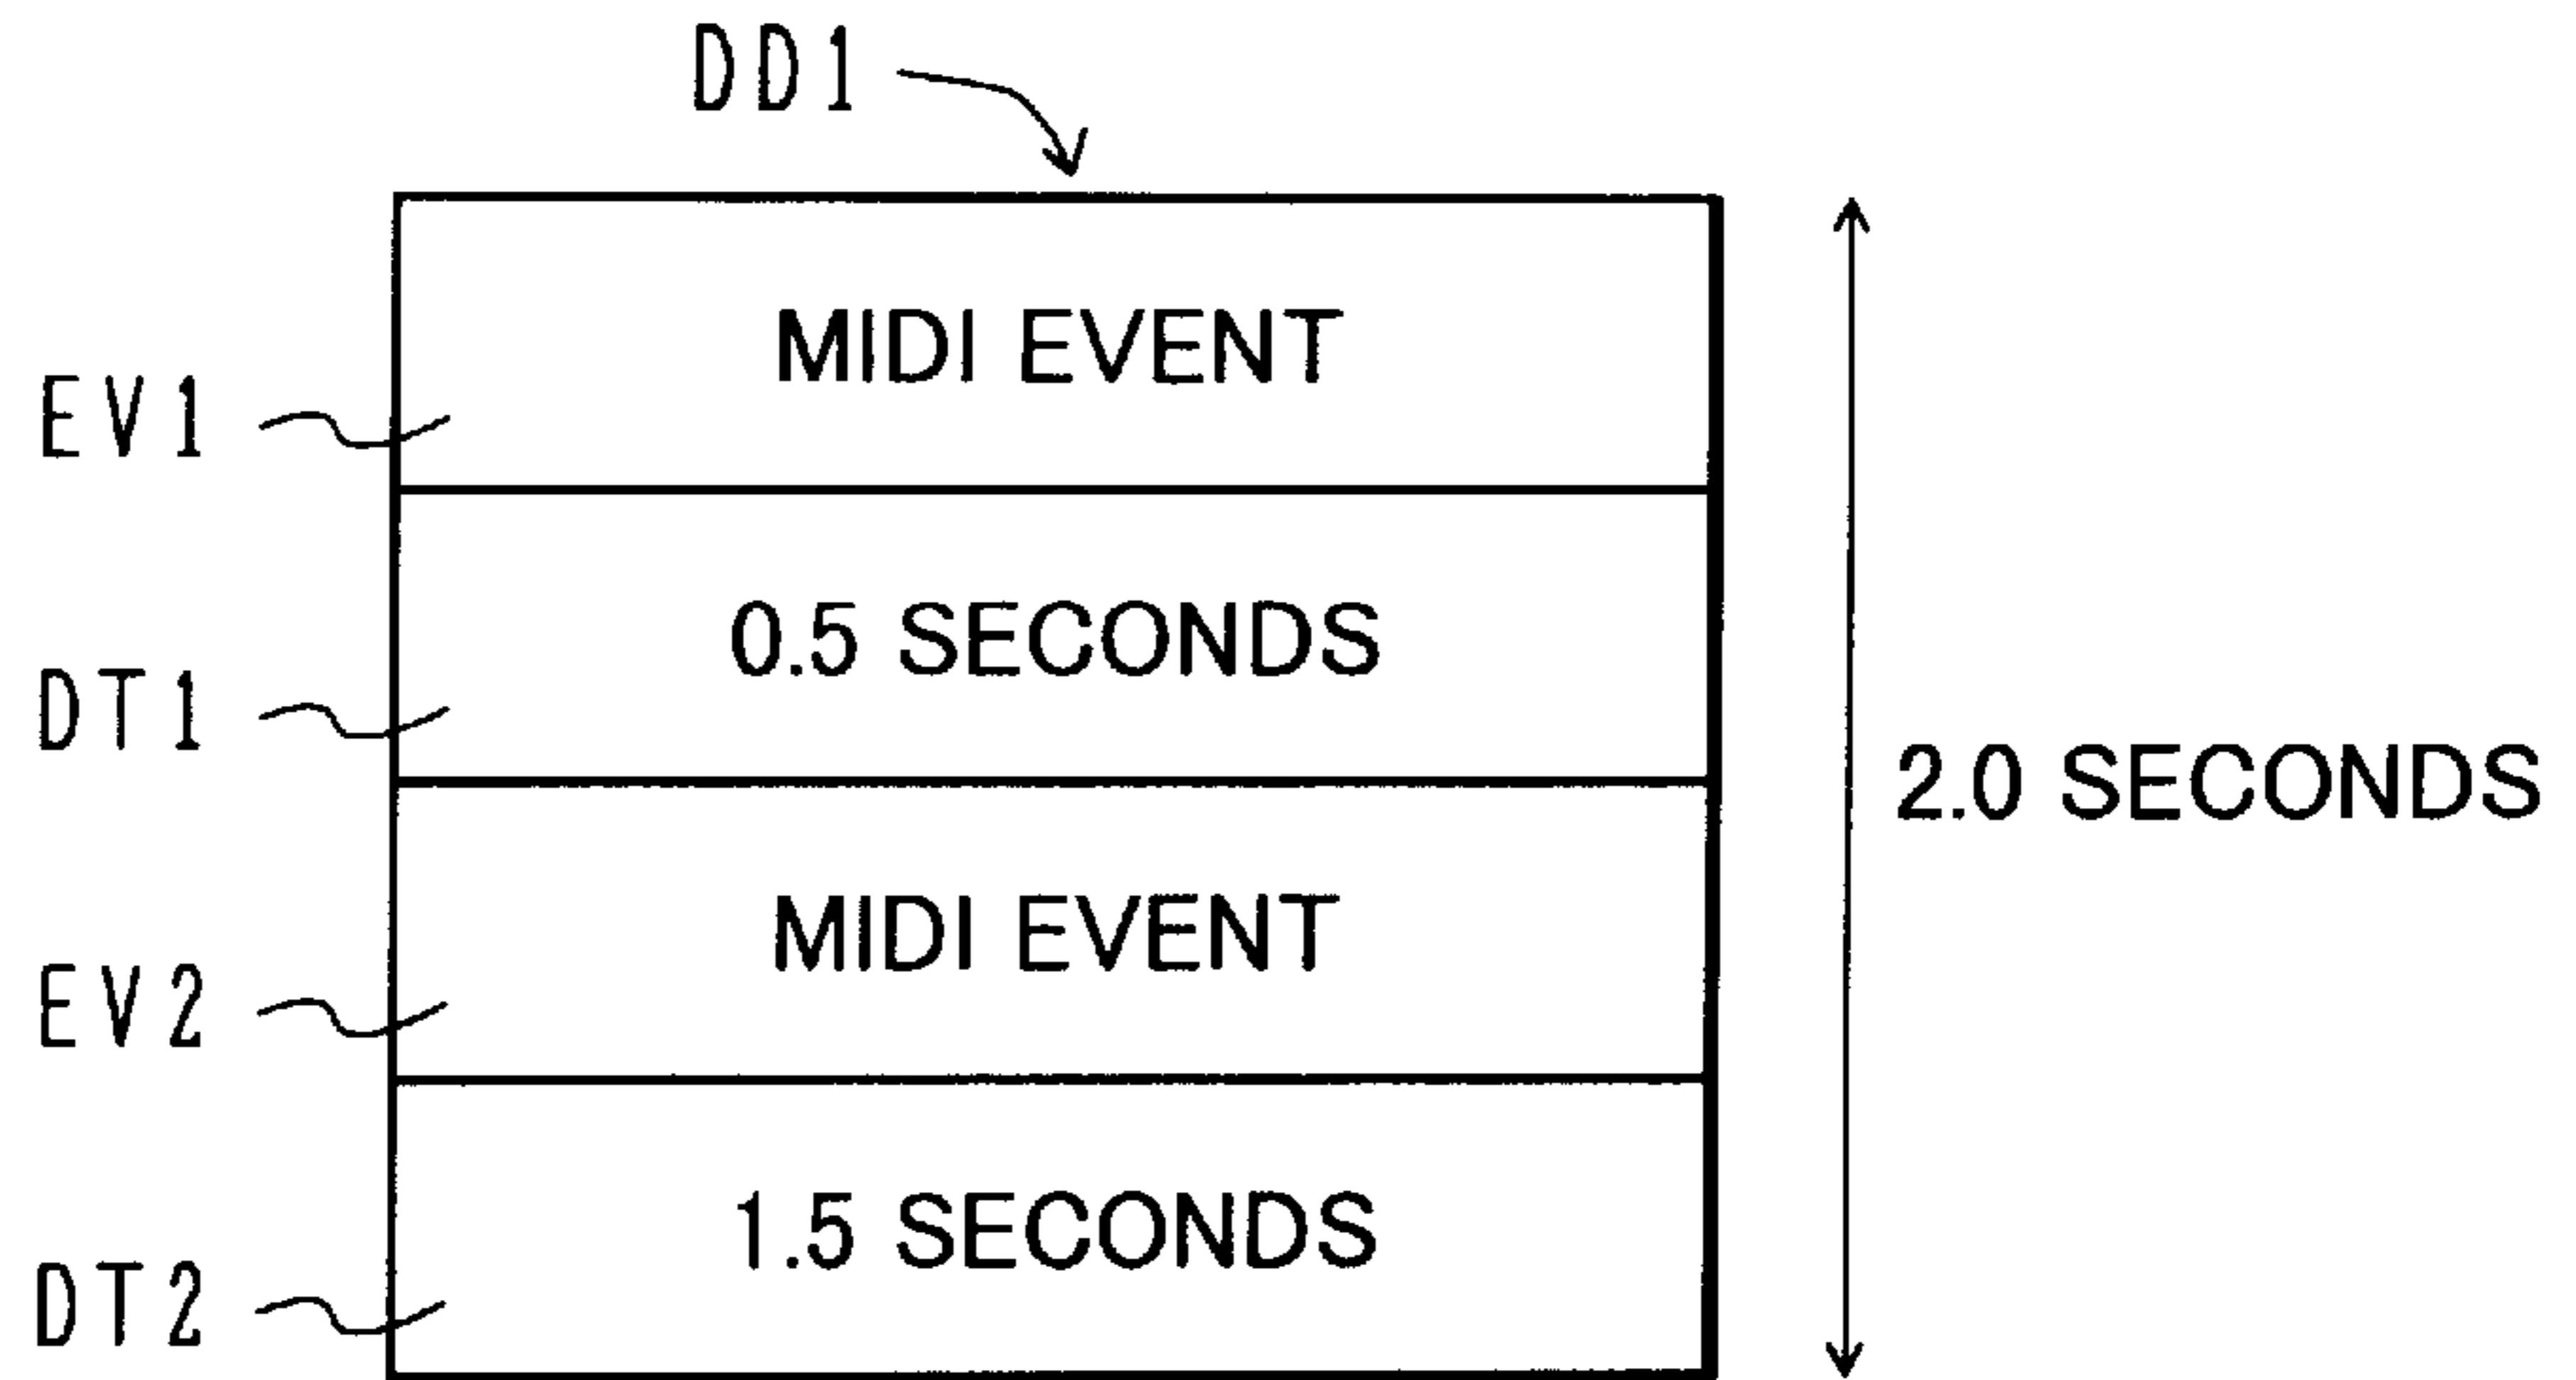 DD1
MIDI EVENT
EV1
0.5 SECONDS
DT1
2.0 SECONDS
MIDI EVENT
EV2
1.5 SECONDS
DT2